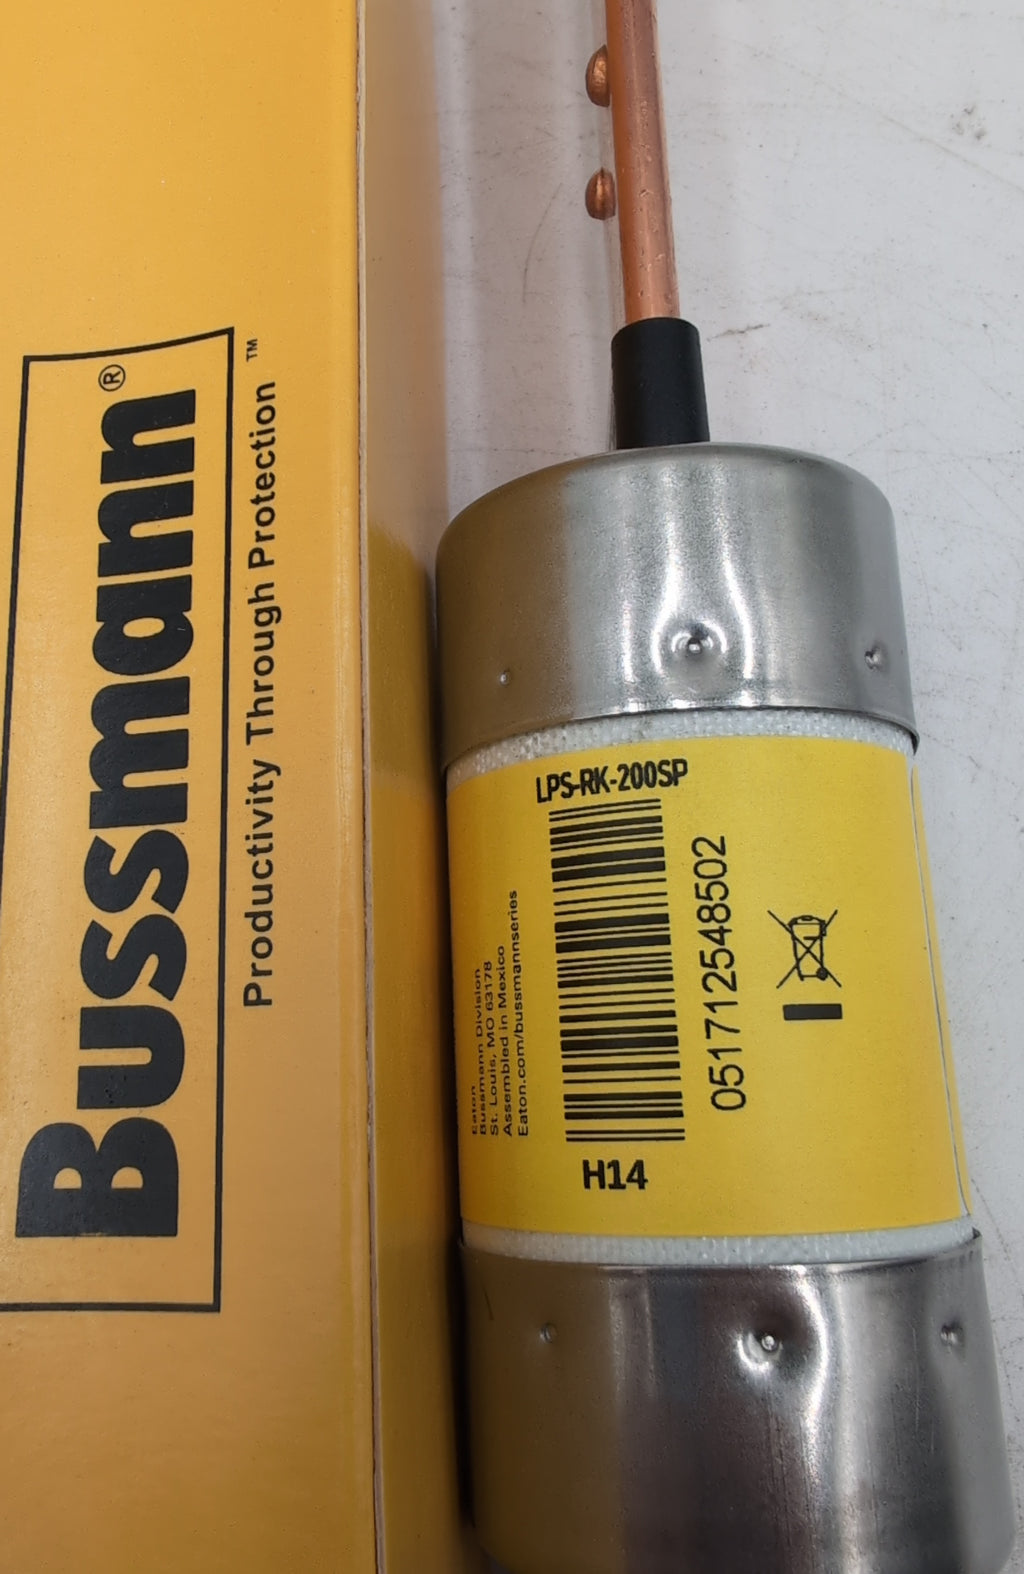 Bussmann®
Productivity Through Protection™
LPS-RK-200SP
051712548502
Eaton
Bussmann Division
St. Louis, MO 63178
Assembled in Mexico
Eaton.com/bussmannseries
H14